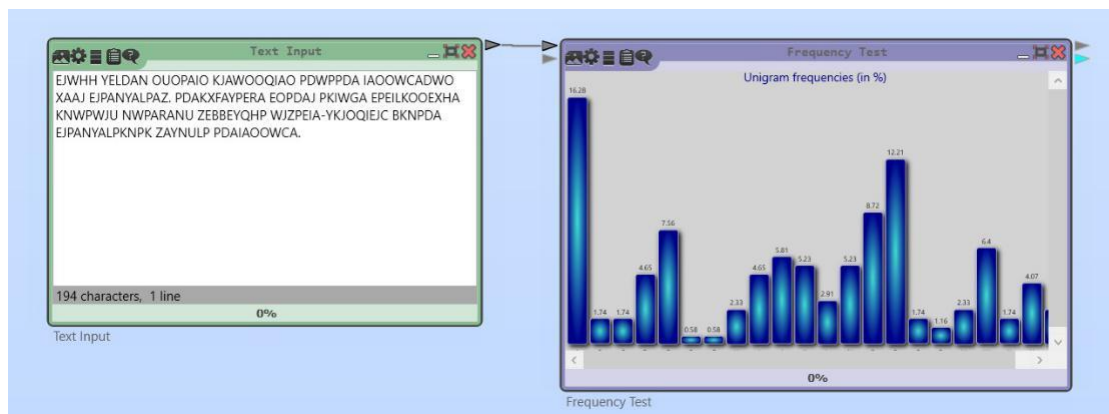 Text Input
EJWHH YELDAN OUOPAIO KJAWOOQIAO PDWPPDA IAOOWCADWO
XAAJ EJPANYALPAZ. PDAKXFAYPERA EOPDAJ PKIWGA EPEILKOOEXHA
KNWPWJU NWPARANU ZEBBEYQHP WJZPEIA-YKJOQIEJC BKNPDA
EJPANYALPKNPK ZAYNULP PDAIAOOWCA.
194 characters, 1 line
0%
Text Input
Frequency Test
Unigram frequencies (in %)
16.28
1.74
1.74
4.65
7.56
0.58
0.58
2.33
4.65
5.81
5.23
2.91
5.23
8.72
12.21
1.74
1.16
2.33
6.4
1.74
4.07
0%
Frequency Test